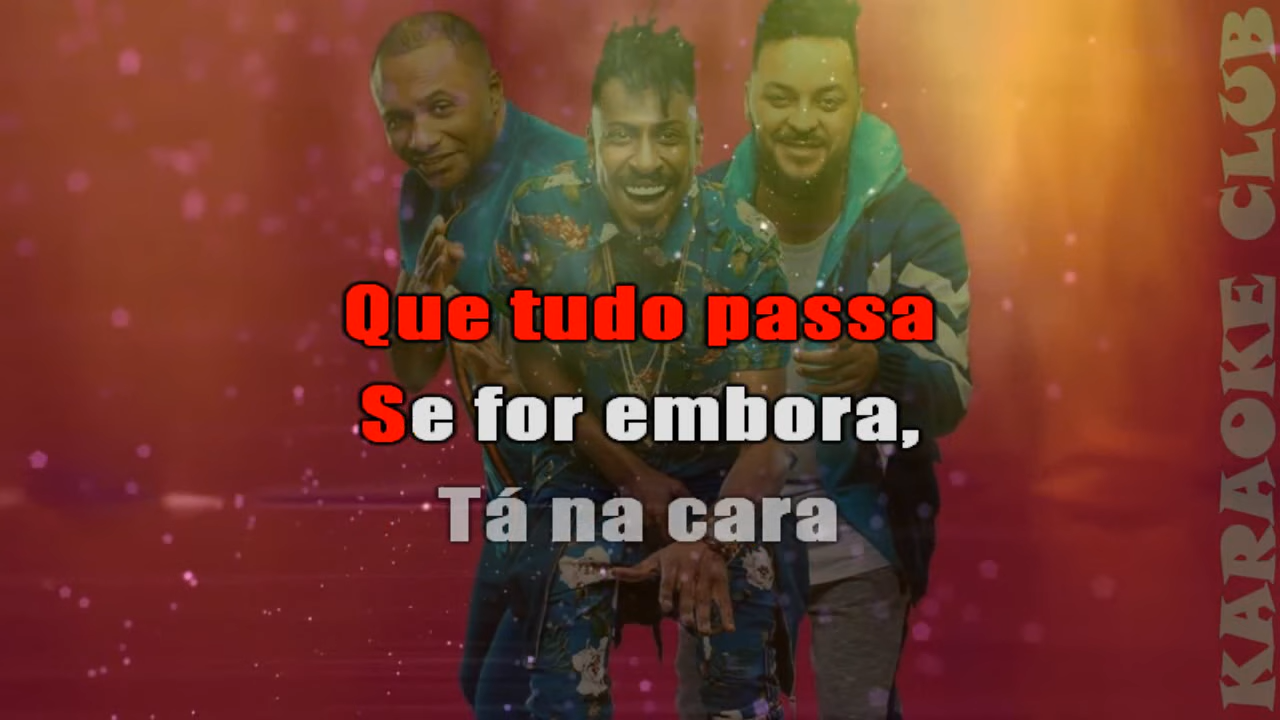 Que tudo passa
Se for embora,
Tá na cara
KARAOKE CLUB